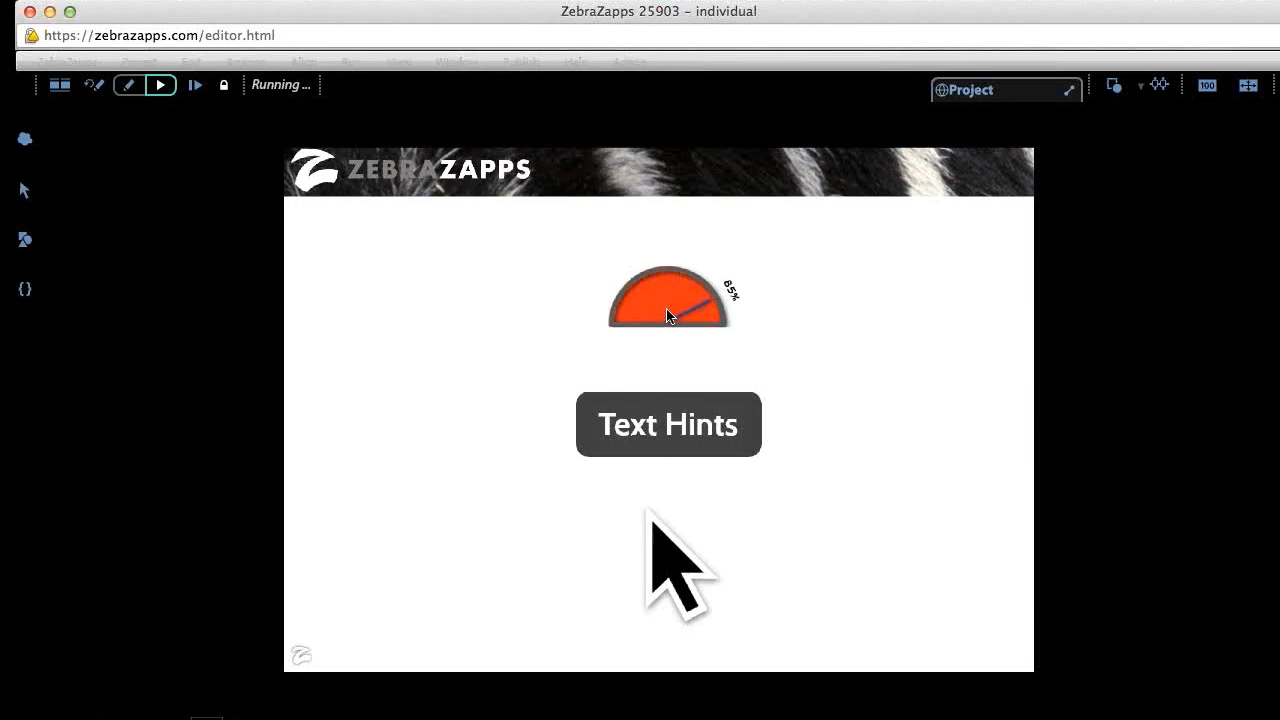 ZebraZapps 25903 – individual
https://zebrazapps.com/editor.html
Running ...
Project
100
ZEBRAZAPPS
85%
Text Hints